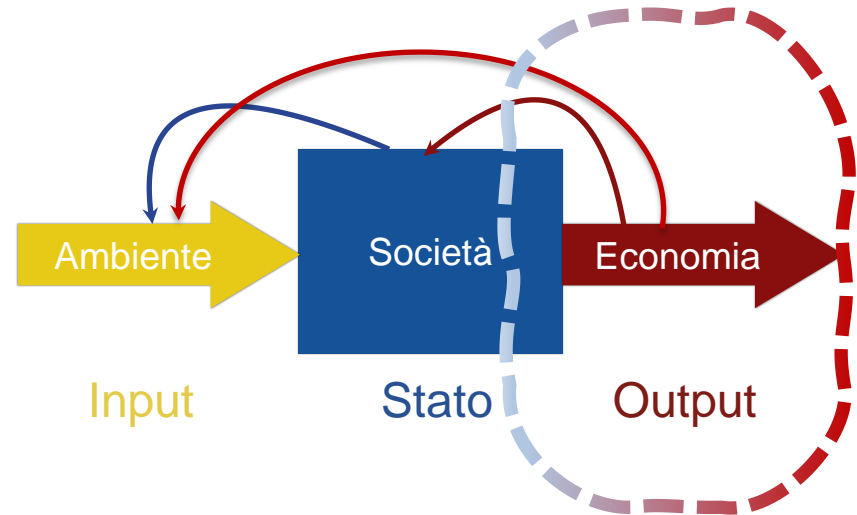 Ambiente
Società
Economia
Input
Stato
Output